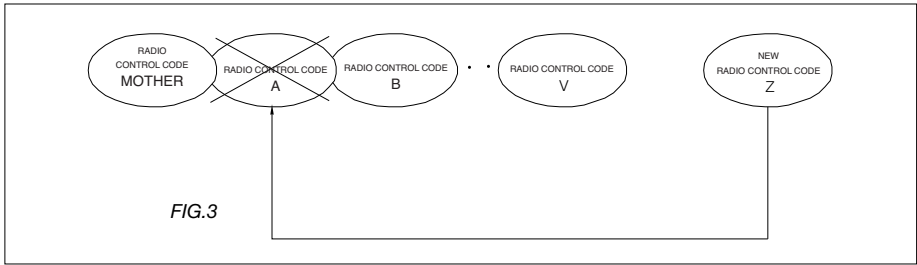 RADIO
CONTROL CODE
MOTHER
RADIO CONTROL CODE
A
RADIO CONTROL CODE
B
. .
RADIO CONTROL CODE
V
NEW
RADIO CONTROL CODE
Z
FIG.3